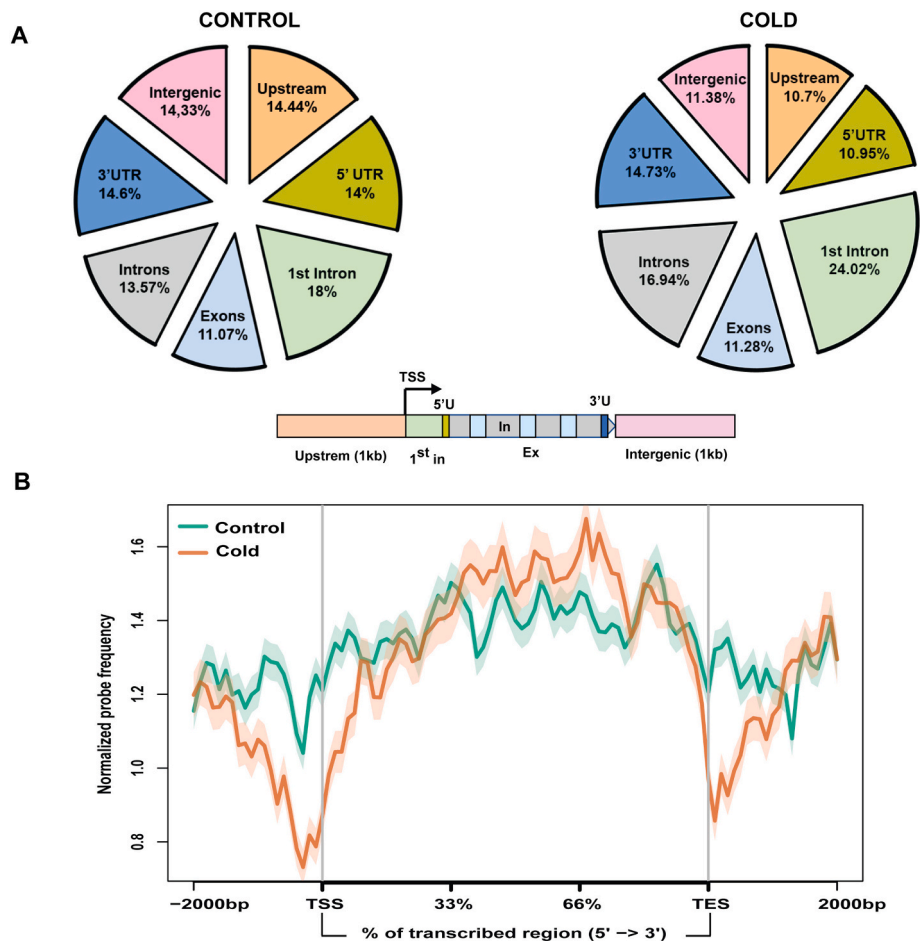 A
CONTROL
COLD
Intergenic
14,33%
Upstream
14.44%
5' UTR
14%
1st Intron
18%
Exons
11.07%
Introns
13.57%
3'UTR
14.6%
Intergenic
11.38%
Upstream
10.7%
5'UTR
10.95%
1st Intron
24.02%
Exons
11.28%
Introns
16.94%
3'UTR
14.73%
TSS
5'U
3'U
In
Upstrem (1kb)
1st in
Ex
Intergenic (1kb)
B
Control
Cold
Normalized probe frequency
1.6
1.4
1.2
1.0
0.8
−2000bp
TSS
33%
66%
TES
2000bp
% of transcribed region (5' −> 3')